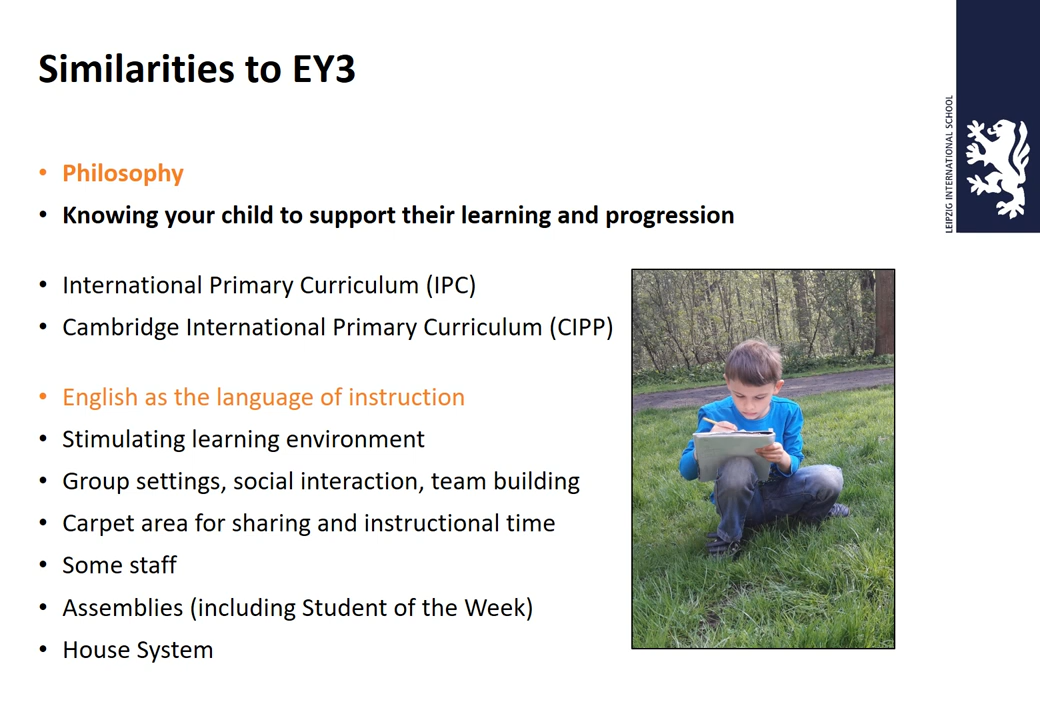 Similarities to EY3
LEIPZIG INTERNATIONAL SCHOOL
• Philosophy
• Knowing your child to support their learning and progression
• International Primary Curriculum (IPC)
• Cambridge International Primary Curriculum (CIPP)
• English as the language of instruction
• Stimulating learning environment
• Group settings, social interaction, team building
• Carpet area for sharing and instructional time
• Some staff
• Assemblies (including Student of the Week)
• House System